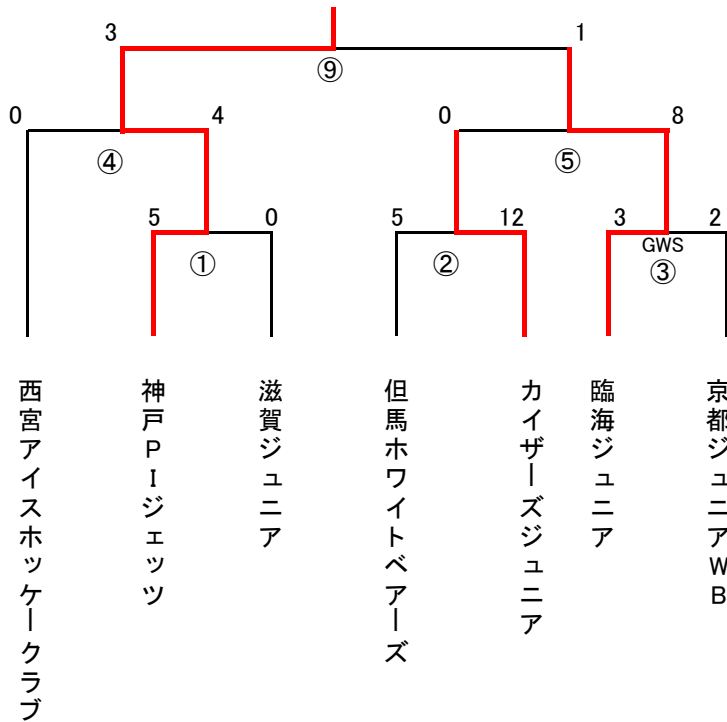 3
1
⑨
0
4
0
8
④
⑤
5
0
5
12
3
2
GWS
①
②
③
西宮アイスホッケークラブ
神戸PIジェッツ
滋賀ジュニア
但馬ホワイトベアーズ
カイザーズジュニア
臨海ジュニア
京都ジュニアWB